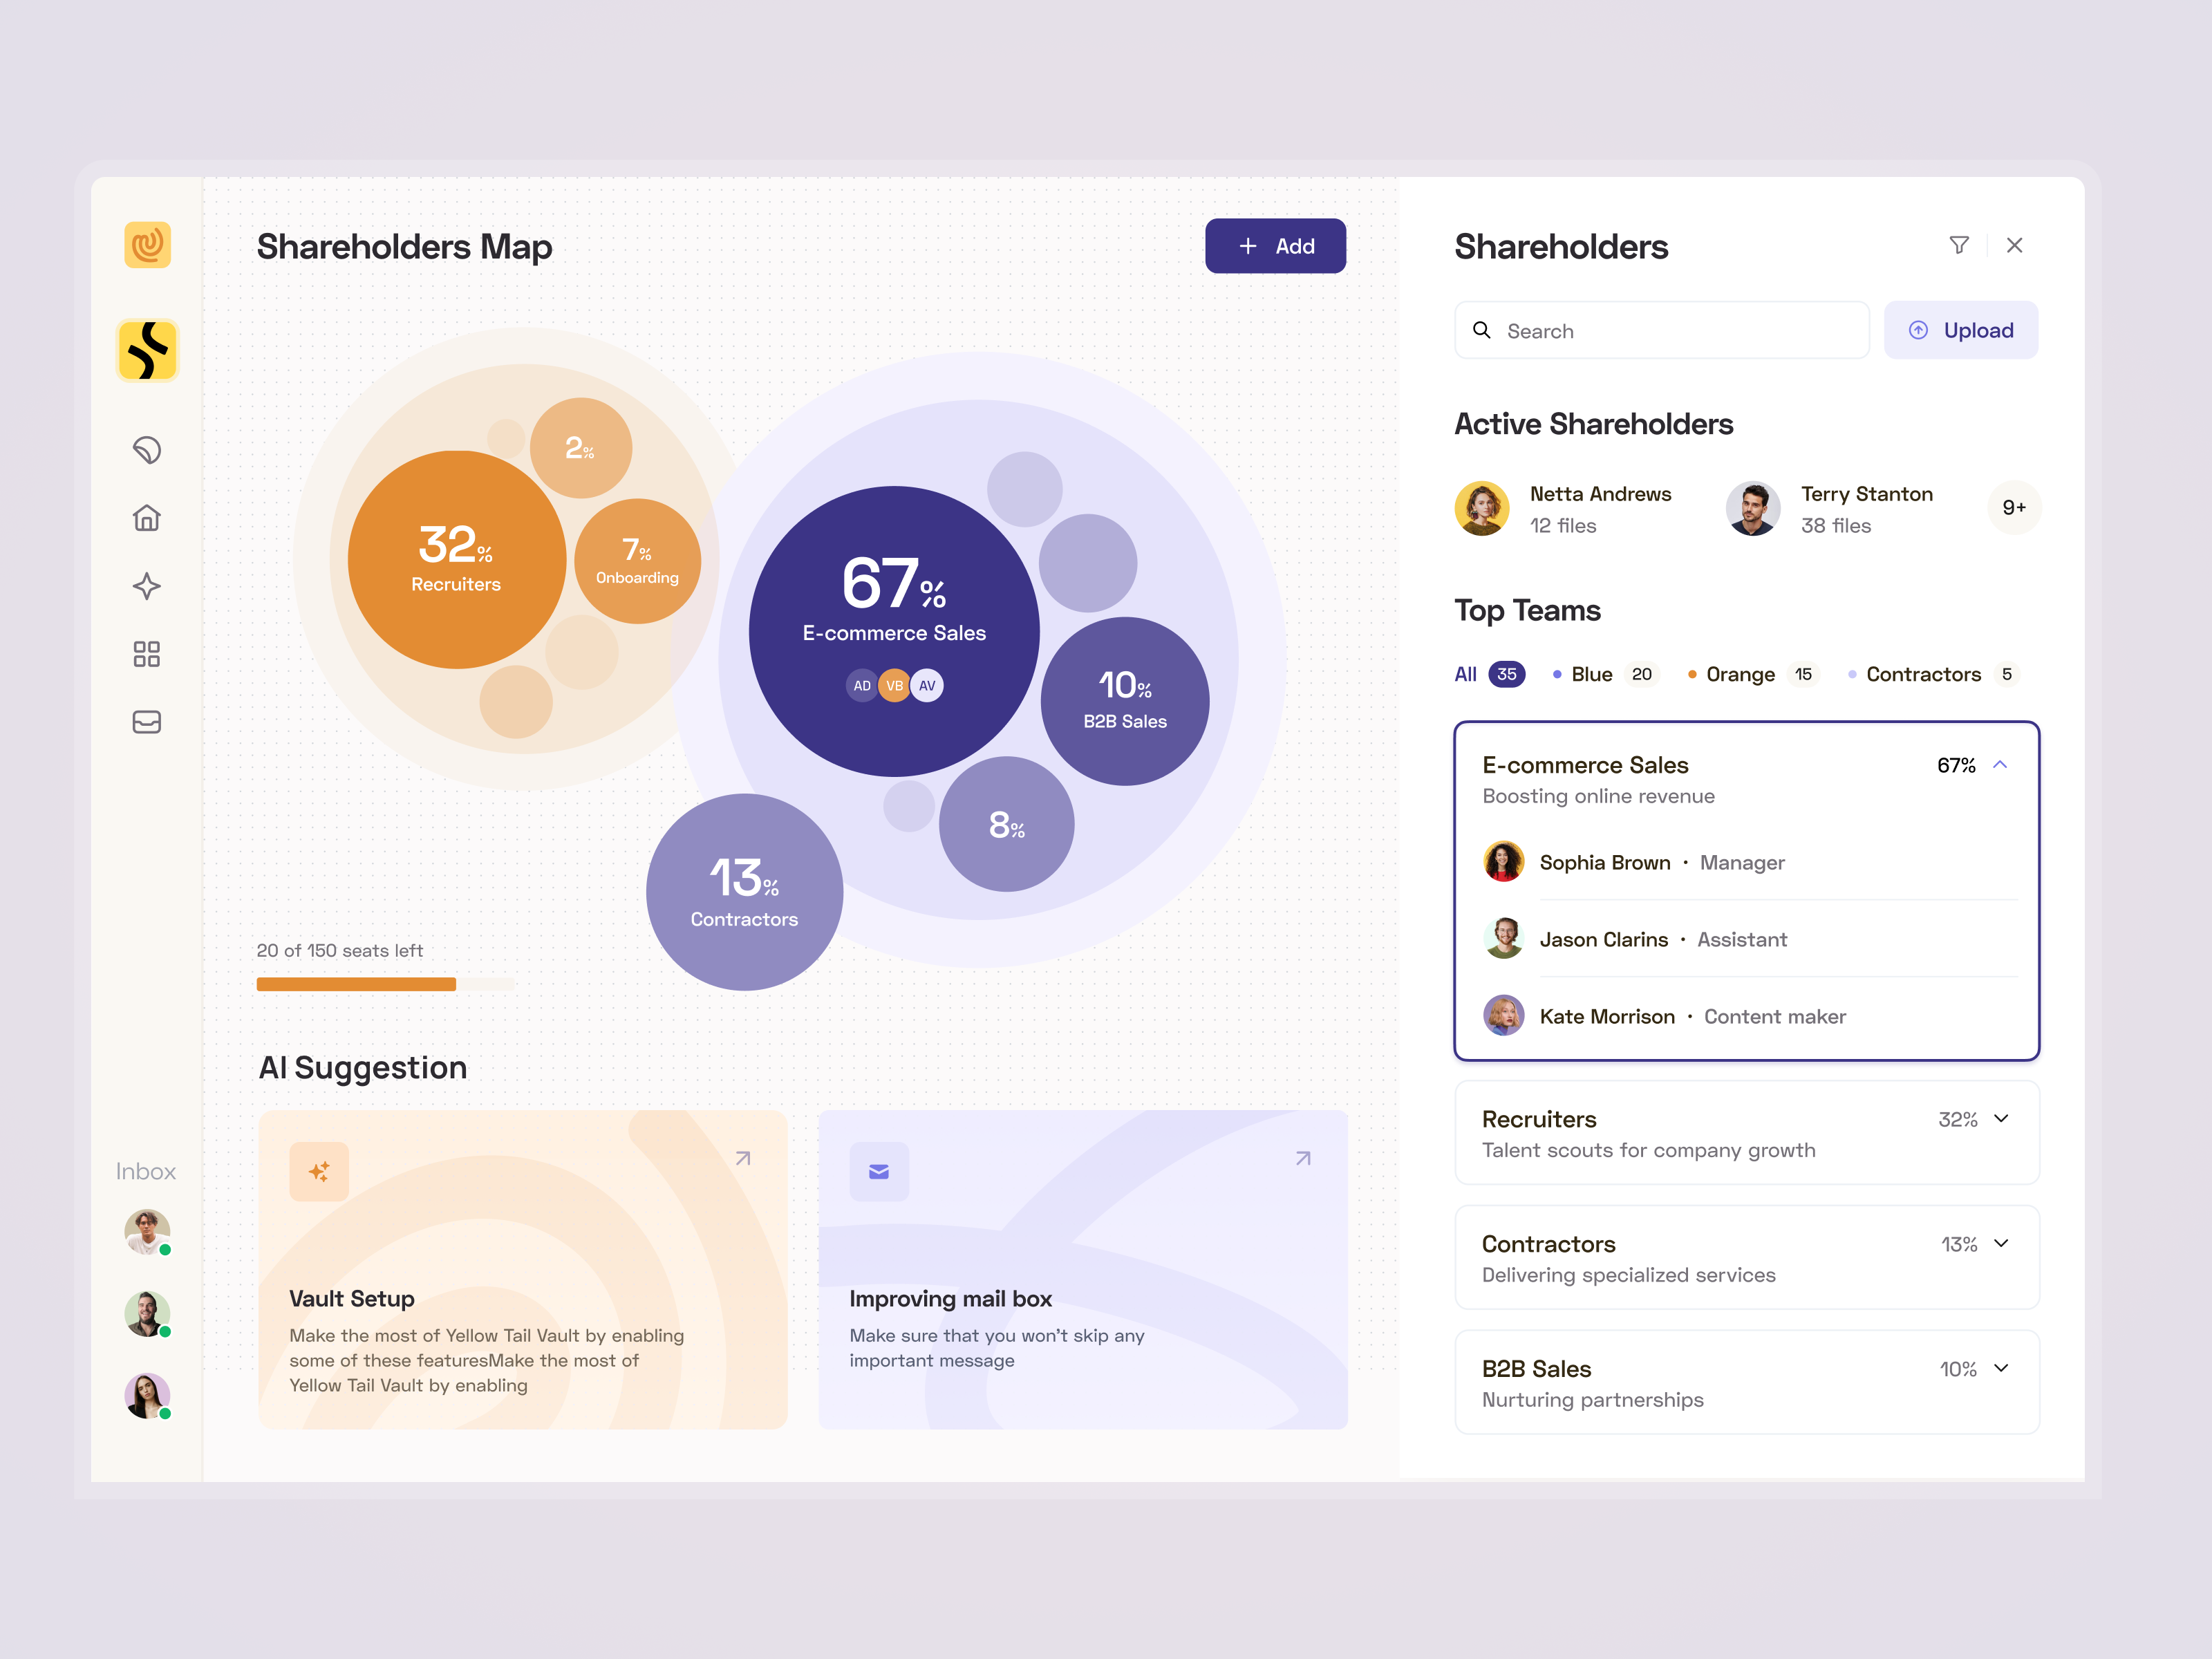 Shareholders Map
+ Add
2%
32%
Recruiters
7%
Onboarding
67%
E-commerce Sales
AD VB AV
10%
B2B Sales
8%
13%
Contractors
20 of 150 seats left
AI Suggestion
Vault Setup
Make the most of Yellow Tail Vault by enabling
some of these featuresMake the most of
Yellow Tail Vault by enabling
Improving mail box
Make sure that you won't skip any
important message
Inbox
Shareholders
Search
Upload
Active Shareholders
Netta Andrews
12 files
Terry Stanton
38 files
9+
Top Teams
All 35 • Blue 20 • Orange 15 • Contractors 5
E-commerce Sales 67%
Boosting online revenue
Sophia Brown • Manager
Jason Clarins • Assistant
Kate Morrison • Content maker
Recruiters 32%
Talent scouts for company growth
Contractors 13%
Delivering specialized services
B2B Sales 10%
Nurturing partnerships